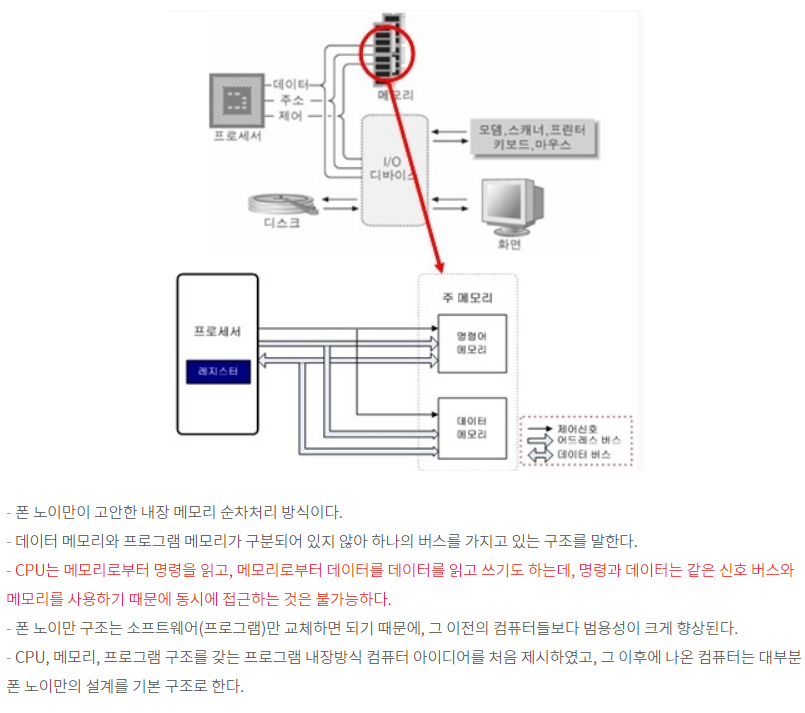 데이터
주소
제어
프로세서
메모리
I/O
디바이스
모뎀,스캐너,프린터
키보드,마우스
디스크
화면
프로세서
레지스터
주 메모리
명령어
메모리
데이터
메모리
제어신호
어드레스 버스
데이터 버스
- 폰 노이만이 고안한 내장 메모리 순차처리 방식이다.
- 데이터 메모리와 프로그램 메모리가 구분되어 있지 않아 하나의 버스를 가지고 있는 구조를 말한다.
- CPU는 메모리로부터 명령을 읽고, 메모리로부터 데이터를 데이터를 읽고 쓰기도 하는데, 명령과 데이터는 같은 신호 버스와
메모리를 사용하기 때문에 동시에 접근하는 것은 불가능하다.
- 폰 노이만 구조는 소프트웨어(프로그램)만 교체하면 되기 때문에, 그 이전의 컴퓨터들보다 범용성이 크게 향상된다.
- CPU, 메모리, 프로그램 구조를 갖는 프로그램 내장방식 컴퓨터 아이디어를 처음 제시하였고, 그 이후에 나온 컴퓨터는 대부분
폰 노이만의 설계를 기본 구조로 한다.